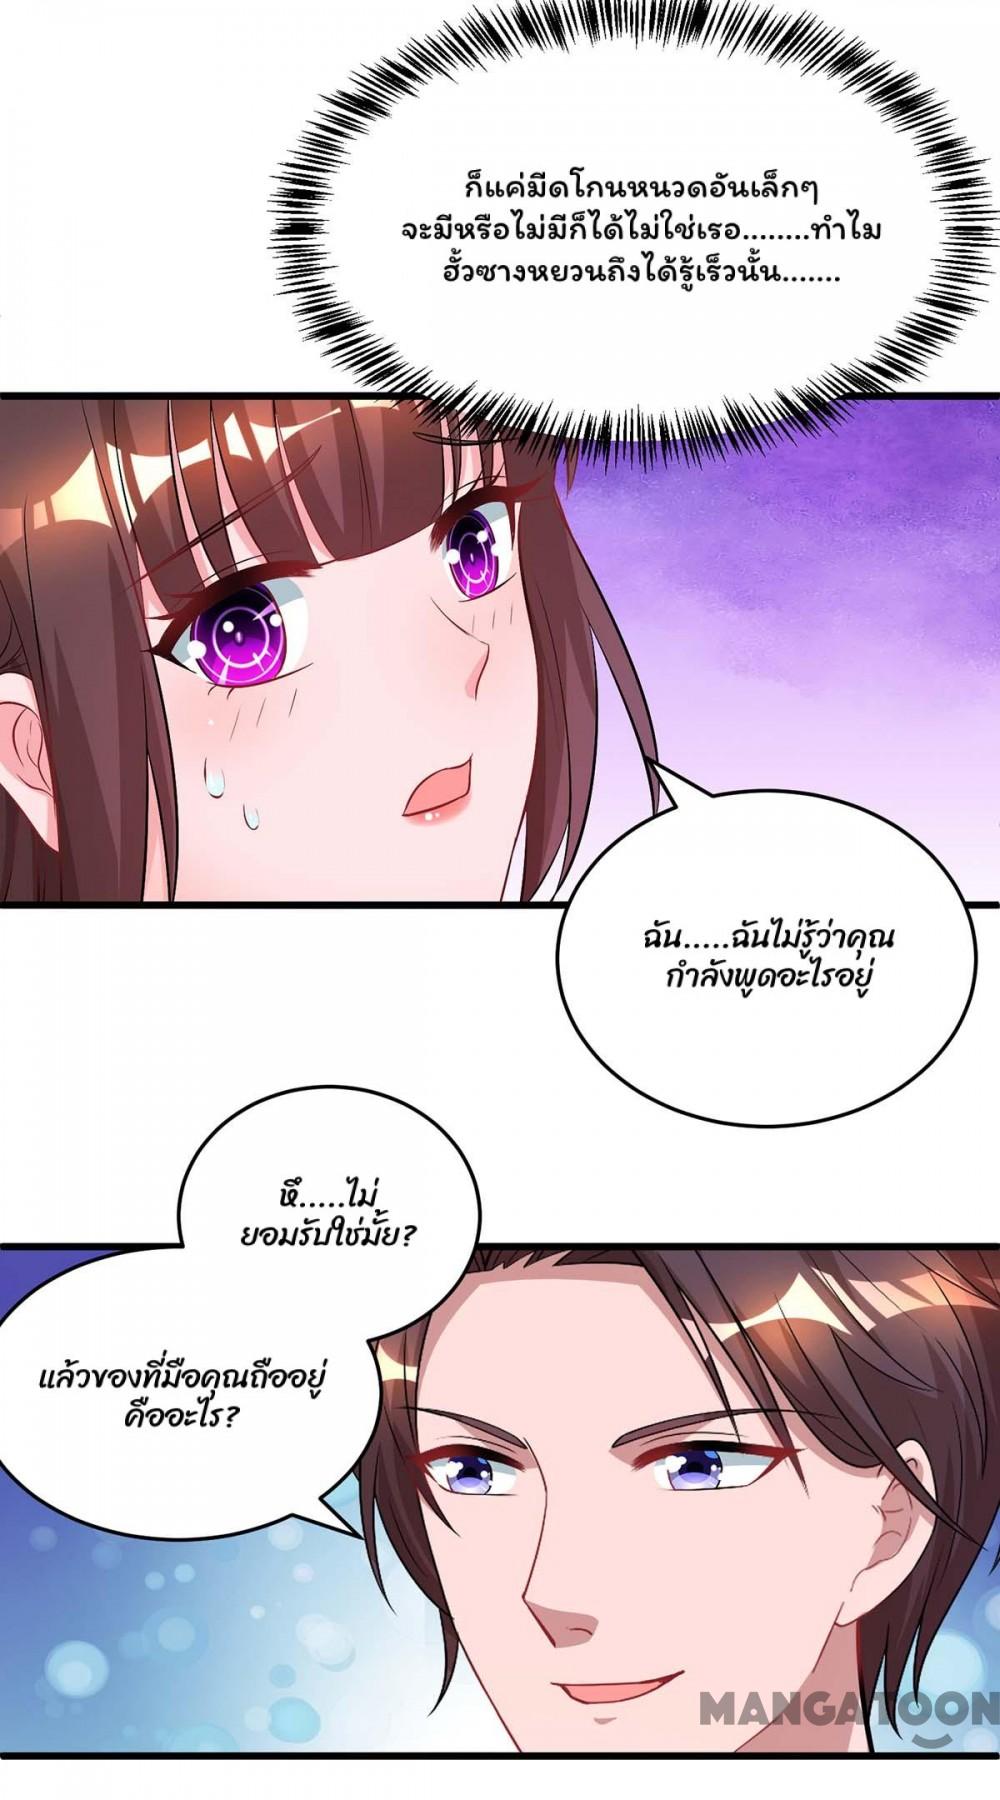 ก็แค่มีดโกนหนวดอันเล็กๆ
จะมีหรือไม่มีก็ได้ไม่ใช่เรอ........ทำไม
ฮั้วซางหยวนถึงได้รู้เร็วนั้น.......
ฉัน.....ฉันไม่รู้ว่าคุณ
กำลังพูดอะไรอยู่
หึ.....ไม่
ยอมรับใช่มั้ย?
แล้วของที่มือคุณถืออยู่
คืออะไร?
MANGATOON